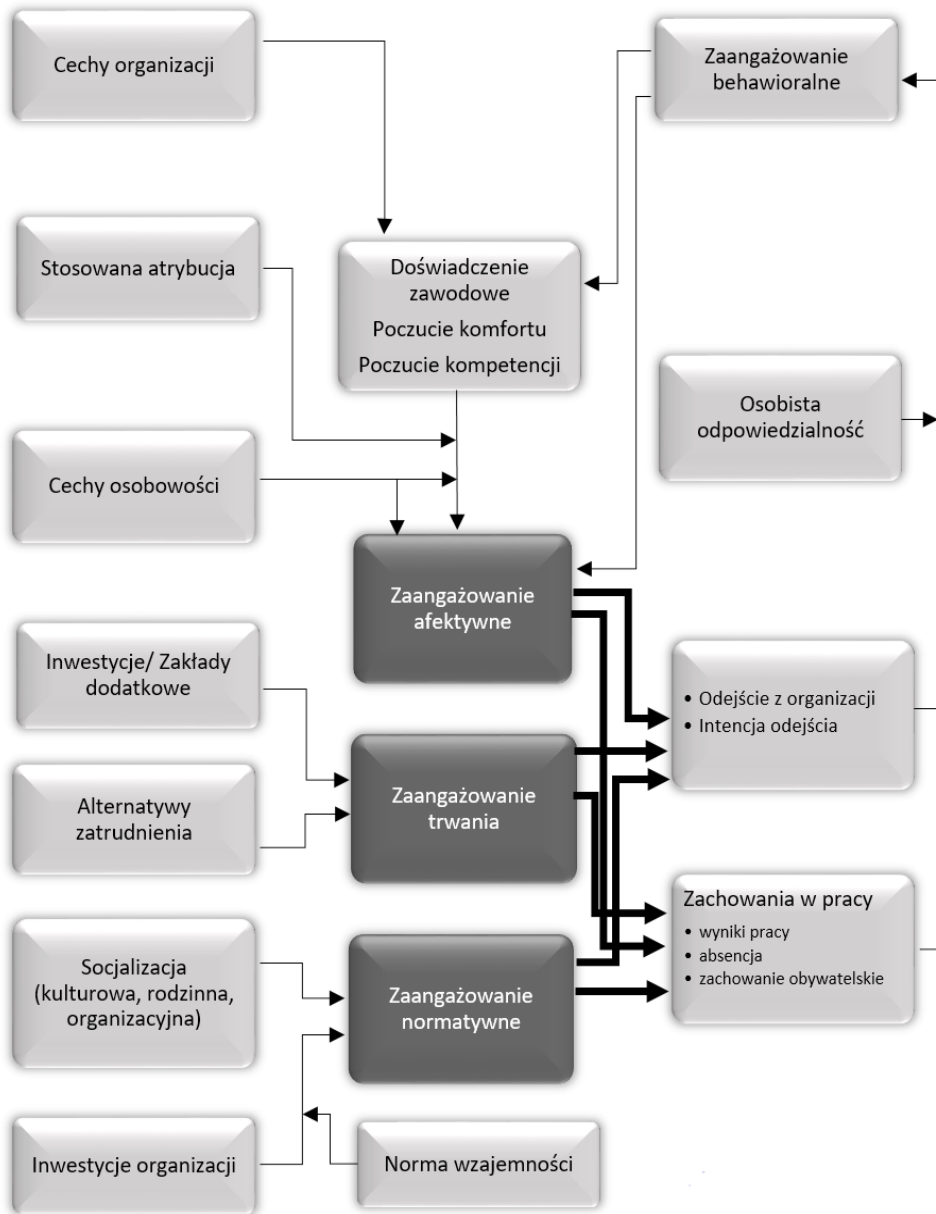 Cechy organizacji
Zaangażowanie
behawioralne
Stosowana atrybucja
Doświadczenie
zawodowe
Poczucie komfortu
Poczucie kompetencji
Osobista
odpowiedzialność
Cechy osobowości
Zaangażowanie
afektywne
Inwestycje/ Zakłady
dodatkowe
• Odejście z organizacji
• Intencja odejścia
Zaangażowanie
trwania
Alternatywy
zatrudnienia
Zachowania w pracy
• wyniki pracy
• absencja
• zachowanie obywatelskie
Socjalizacja
(kulturowa, rodzinna,
organizacyjna)
Zaangażowanie
normatywne
Inwestycje organizacji
Norma wzajemności